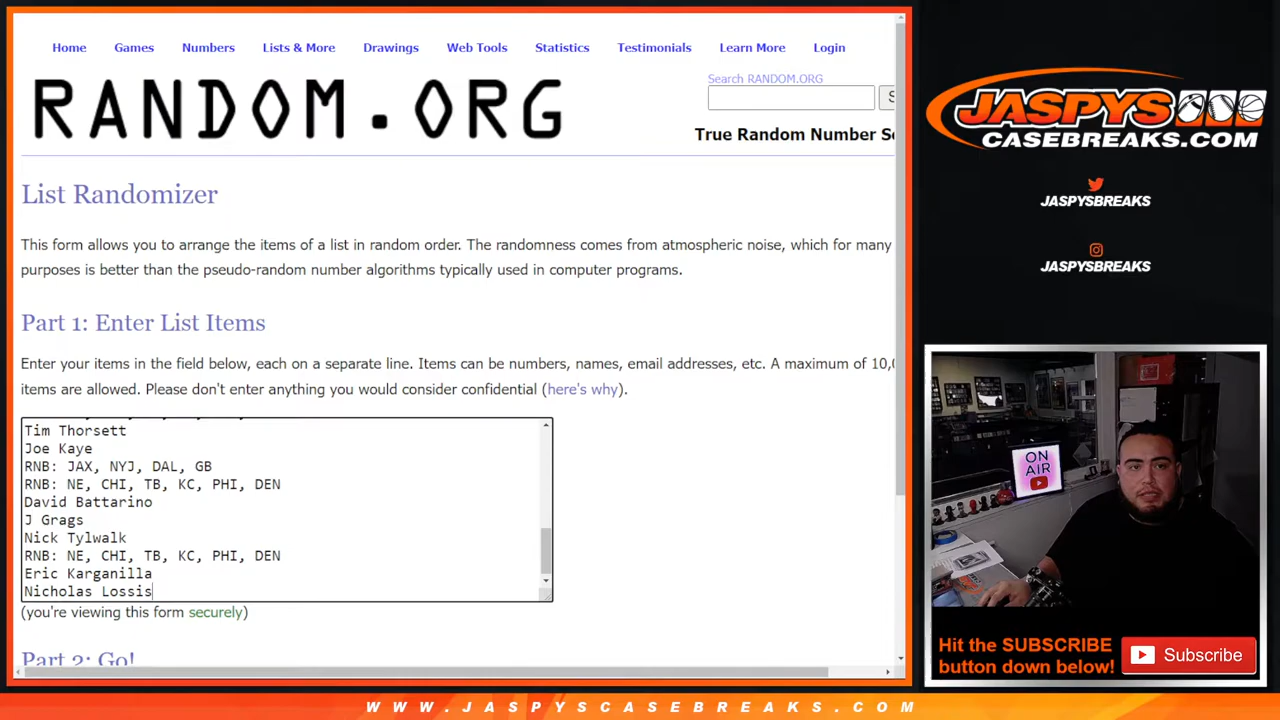 Home Games Numbers Lists & More Drawings Web Tools Statistics Testimonials Learn More Login
RANDOM.ORG
Search RANDOM.ORG
True Random Number
List Randomizer
This form allows you to arrange the items of a list in random order. The randomness comes from atmospheric noise, which for many
purposes is better than the pseudo-random number algorithms typically used in computer programs.
Part 1: Enter List Items
Enter your items in the field below, each on a separate line. Items can be numbers, names, email addresses, etc. A maximum of
items are allowed. Please don't enter anything you would consider confidential (here's why).
Tim Thorsett
Joe Kaye
RNB: JAX, NYJ, DAL, GB
RNB: NE, CHI, TB, KC, PHI, DEN
David Battarino
J Grags
Nick Tylwalk
RNB: NE, CHI, TB, KC, PHI, DEN
Eric Karganilla
Nicholas Lossis
(you're viewing this form securely)
Part 2: Go!
JASPYS
CASEBREAKS.COM
JASPYSBREAKS
JASPYSBREAKS
ON
AIR
Hit the SUBSCRIBE
button down below!
Subscribe
WWW.JASPYSCASEBREAKS.COM